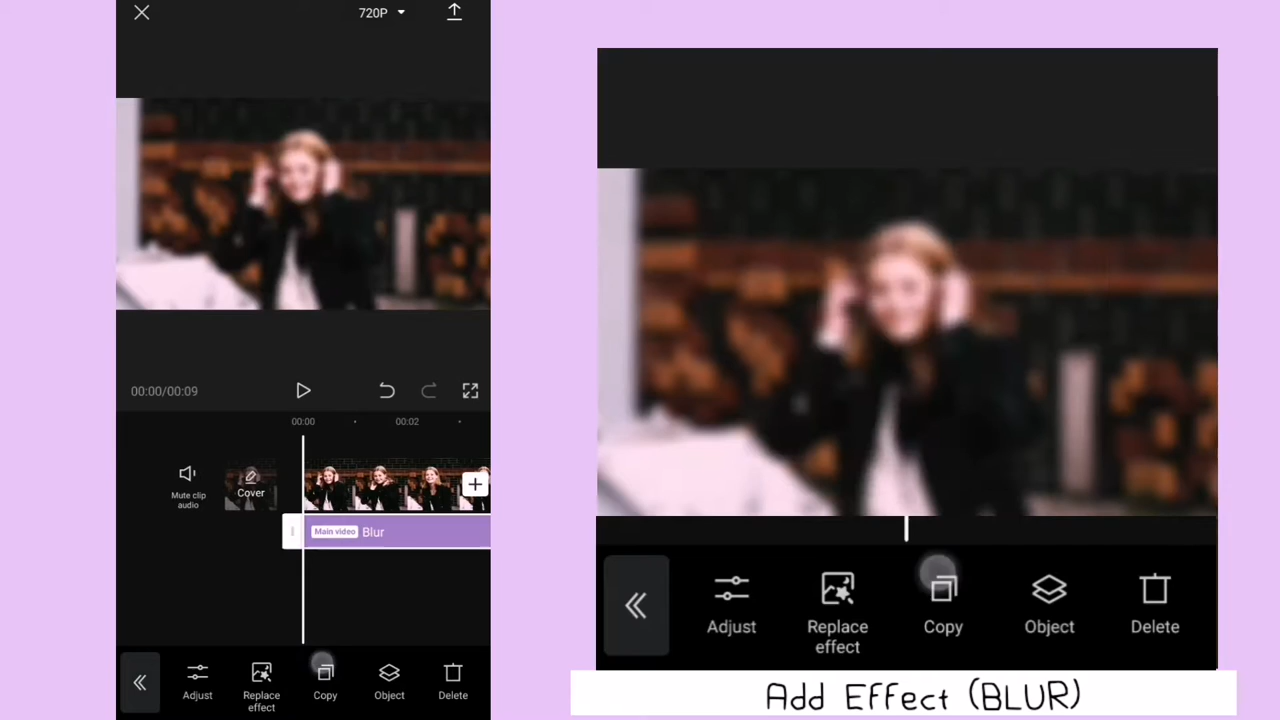 720P
00:00/00:09
00:00
00:02
Mute clip
audio
Cover
Main video Blur
Adjust
Replace
effect
Copy
Object
Delete
Adjust
Replace
effect
Copy
Object
Delete
Add Effect (BLUR)